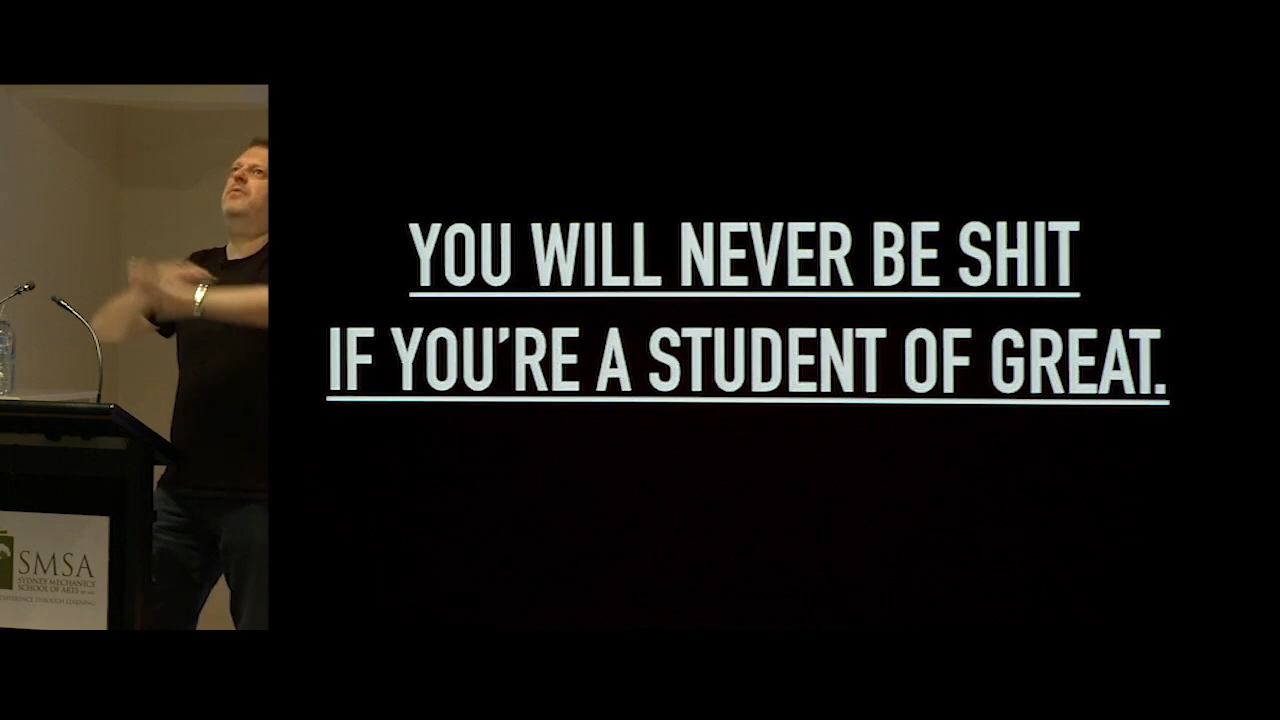 YOU WILL NEVER BE SHIT
IF YOU'RE A STUDENT OF GREAT.
SMSA
SYDNEY MECHANICS'
SCHOOL OF ARTS